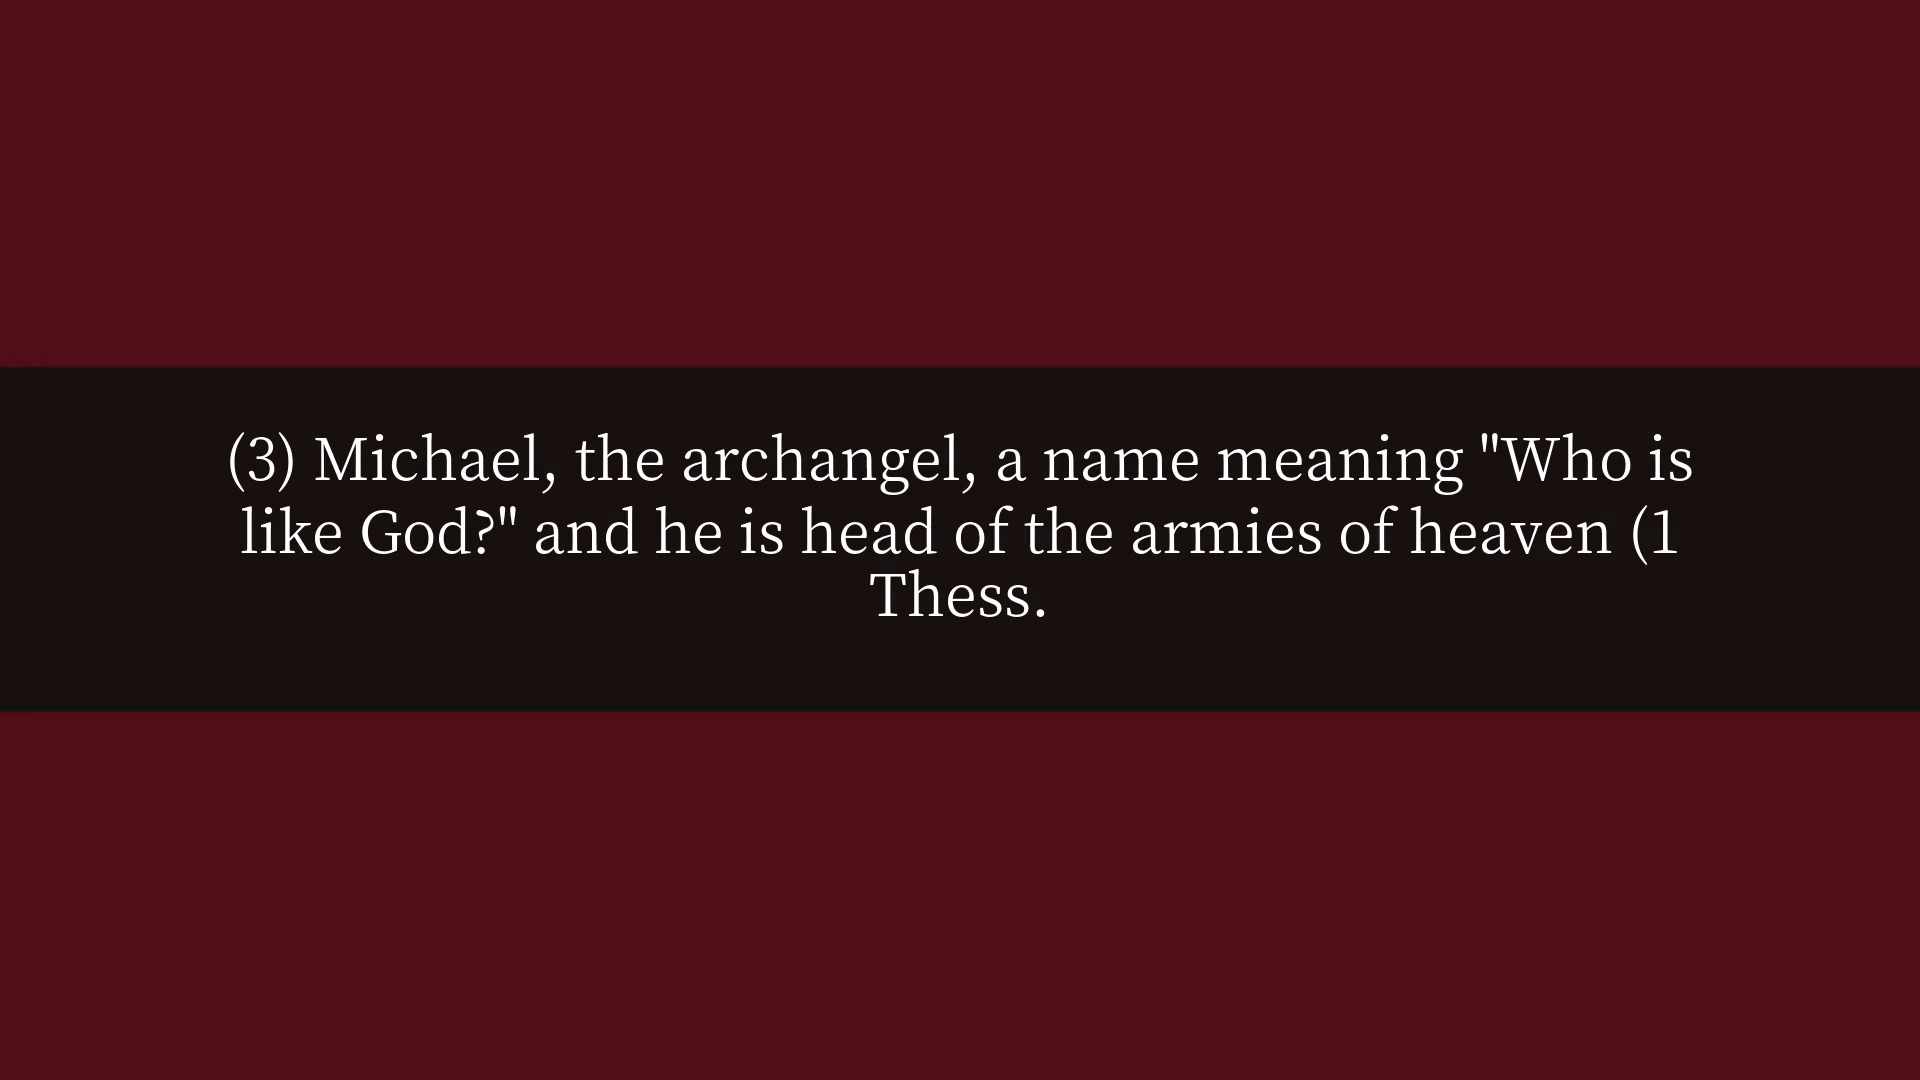 (3) Michael, the archangel, a name meaning "Who is
like God?" and he is head of the armies of heaven (1
Thess.